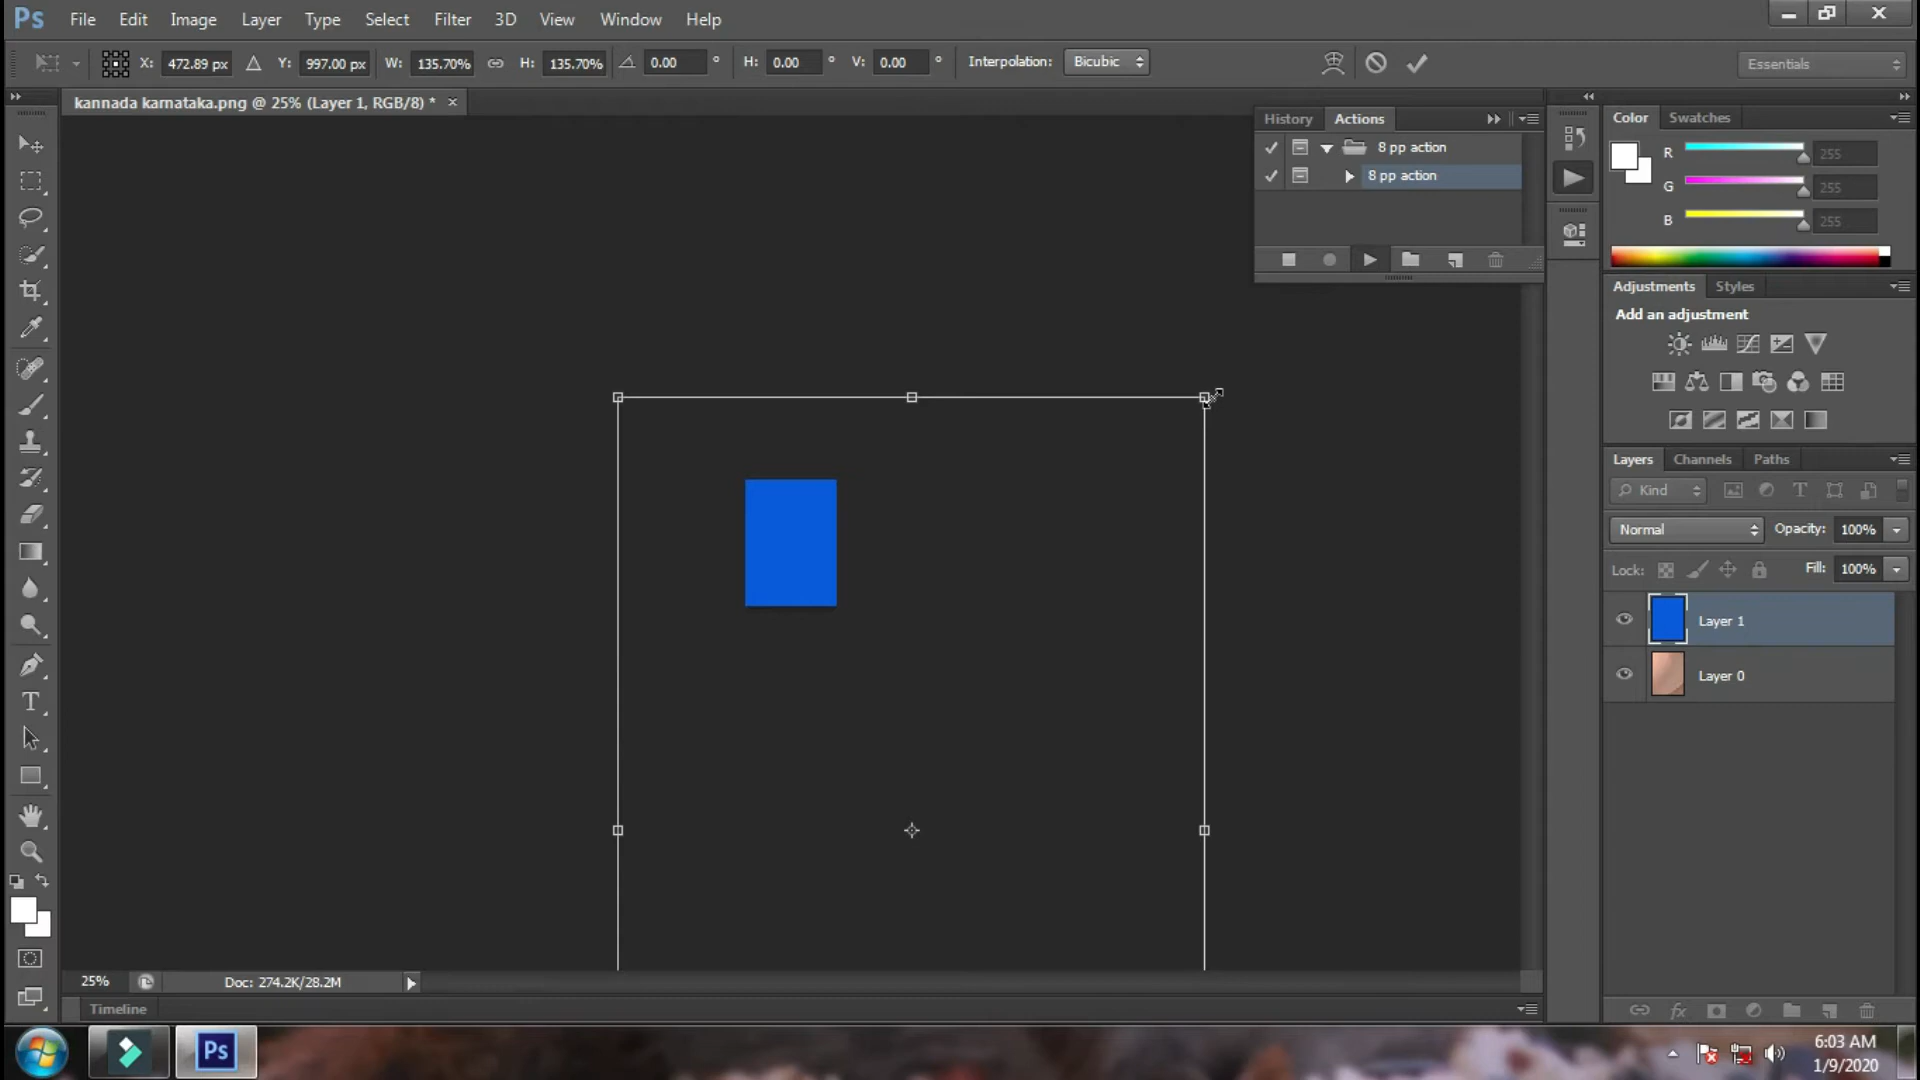 Ps File Edit Image Layer Type Select Filter 3D View Window Help
X: 472.89 px Y: 997.00 px W: 135.70% H: 135.70% 0.00 ° H: 0.00 ° V: 0.00 ° Interpolation: Bicubic Essentials
kannada karnataka.png @ 25% (Layer 1, RGB/8) *
History Actions
8 pp action
8 pp action
Color Swatches
R 255
G 255
B 255
Adjustments Styles
Add an adjustment
Layers Channels Paths
Kind
Normal Opacity: 100%
Lock: Fill: 100%
Layer 1
Layer 0
25% Doc: 274.2K/28.2M
Timeline
Ps
6:03 AM
1/9/2020